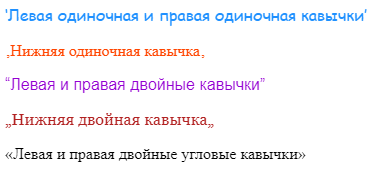 ‘Левая одиночная и правая одиночная кавычки’
‚Нижняя одиночная кавычка‚
“Левая и правая двойные кавычки”
„Нижняя двойная кавычка„
«Левая и правая двойные угловые кавычки»